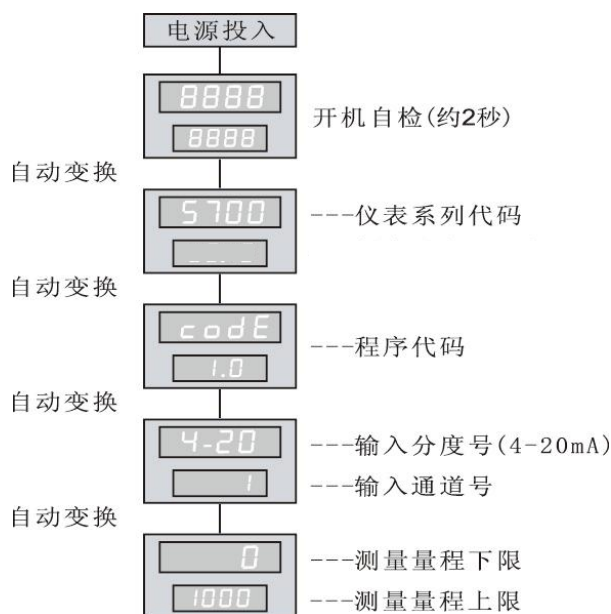 电源投入
8888
8888
开机自检(约2秒)
自动变换
5700
---仪表系列代码
__._
自动变换
codE
1.0
---程序代码
自动变换
4-20
---输入分度号(4-20mA)
1
---输入通道号
自动变换
0
---测量量程下限
1000
---测量量程上限